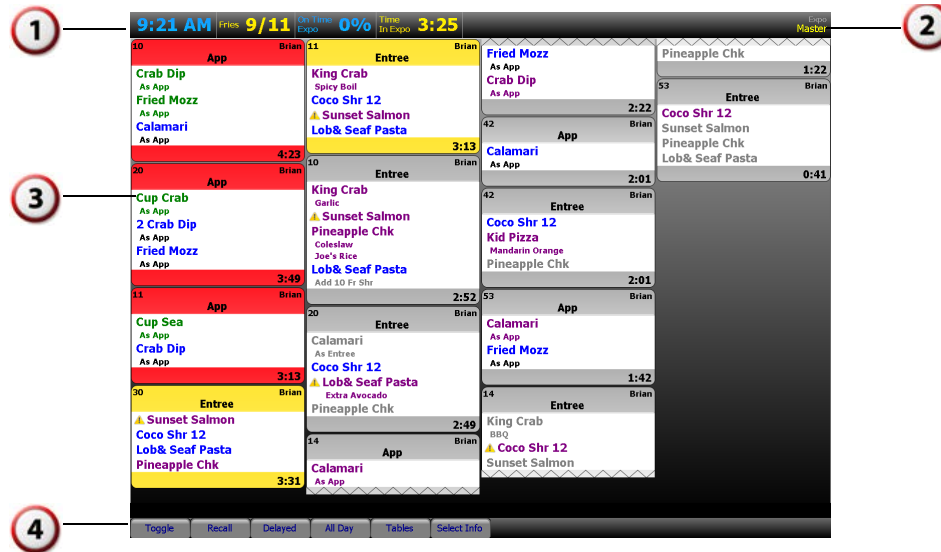 1
9:21 AM Fries 9/11 On Time Expo 0% Time In Expo 3:25
Expo
Master
2
10 Brian
App
Crab Dip
As App
Fried Mozz
As App
Calamari
As App
4:23
3
20 Brian
App
Cup Crab
As App
2 Crab Dip
As App
Fried Mozz
As App
3:49
11 Brian
App
Cup Sea
As App
Crab Dip
As App
3:13
30 Brian
Entree
Sunset Salmon
Coco Shr 12
Lob& Seaf Pasta
Pineapple Chk
3:31
11 Brian
Entree
King Crab
Spicy Boil
Coco Shr 12
Sunset Salmon
Lob& Seaf Pasta
3:13
10 Brian
Entree
King Crab
Garlic
Sunset Salmon
Pineapple Chk
Coleslaw
Joe's Rice
Lob& Seaf Pasta
Add 10 Fr Shr
2:52
20 Brian
Entree
Calamari
As Entree
Coco Shr 12
Lob& Seaf Pasta
Extra Avocado
Pineapple Chk
2:49
14 Brian
App
Calamari
As App
Fried Mozz
As App
Crab Dip
As App
2:22
42 Brian
App
Calamari
As App
2:01
42 Brian
Entree
Coco Shr 12
Kid Pizza
Mandarin Orange
Pineapple Chk
2:01
53 Brian
App
Calamari
As App
Fried Mozz
As App
1:42
14 Brian
Entree
King Crab
BBQ
Coco Shr 12
Sunset Salmon
Pineapple Chk
1:22
53 Brian
Entree
Coco Shr 12
Sunset Salmon
Pineapple Chk
Lob& Seaf Pasta
0:41
4
Toggle Recall Delayed All Day Tables Select Info